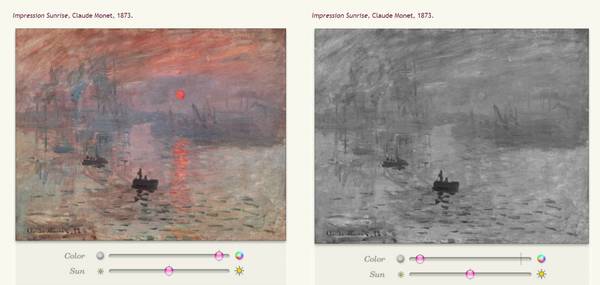 Impression Sunrise, Claude Monet, 1873.
Impression Sunrise, Claude Monet, 1873.
Color
Sun
Color
Sun